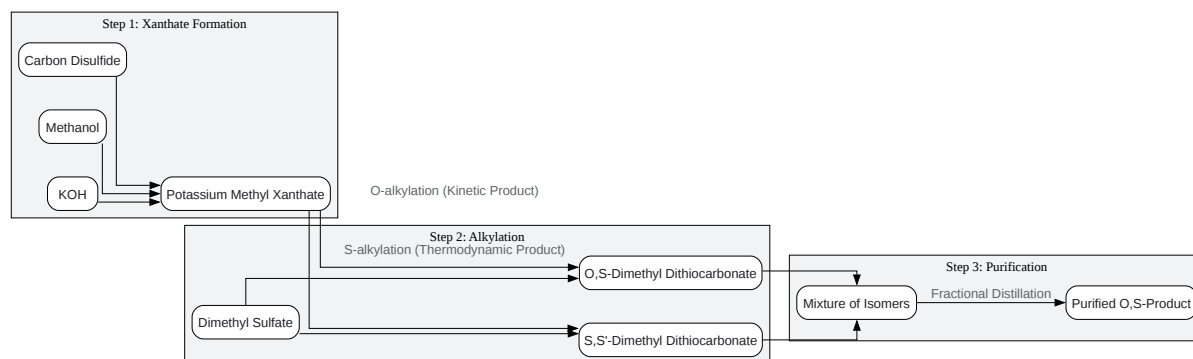 Step 1: Xanthate Formation
Carbon Disulfide
Methanol
KOH
Potassium Methyl Xanthate
O-alkylation (Kinetic Product)
Step 2: Alkylation
S-alkylation (Thermodynamic Product)
O,S-Dimethyl Dithiocarbonate
Dimethyl Sulfate
S,S'-Dimethyl Dithiocarbonate
Step 3: Purification
Mixture of Isomers
Fractional Distillation
Purified O,S-Product